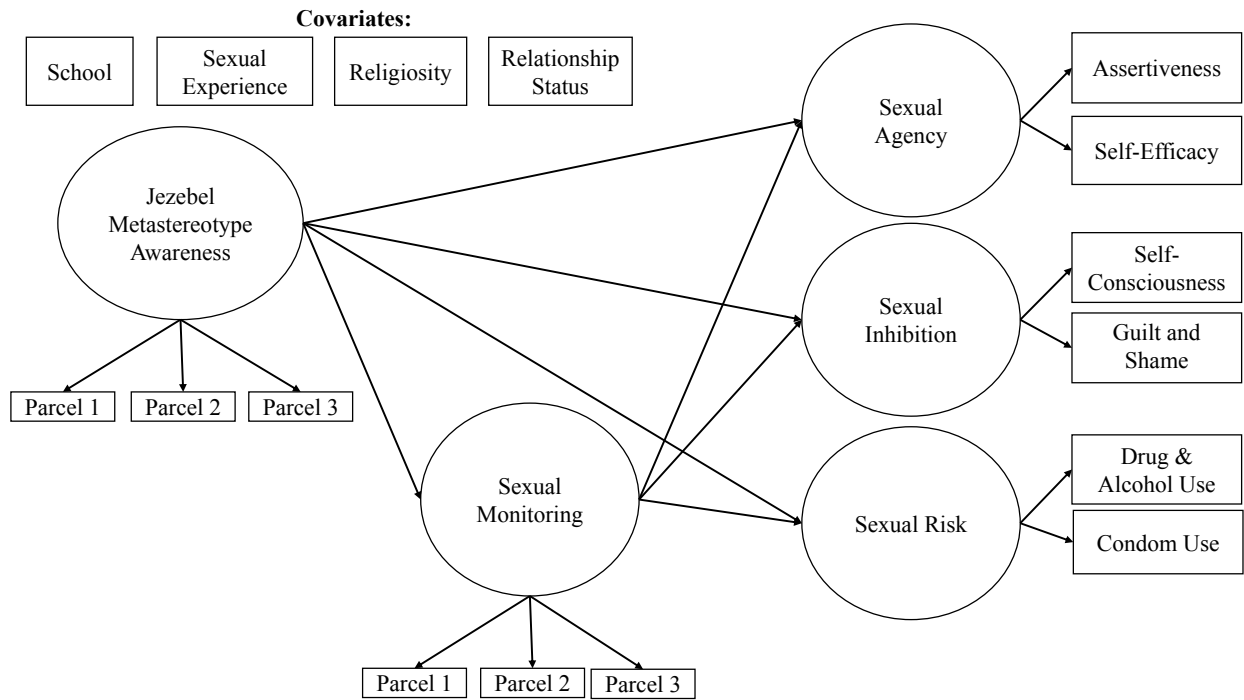 Covariates:
School
Sexual
Experience
Religiosity
Relationship
Status
Jezebel
Metastereotype
Awareness
Parcel 1
Parcel 2
Parcel 3
Sexual
Monitoring
Parcel 1
Parcel 2
Parcel 3
Sexual
Agency
Assertiveness
Self-Efficacy
Sexual
Inhibition
Self-
Consciousness
Guilt and
Shame
Sexual Risk
Drug &
Alcohol Use
Condom Use